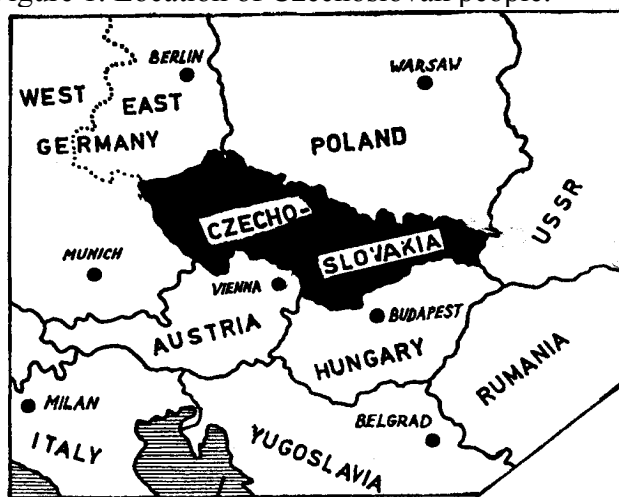 igure 1. Location of Czechoslovak people.
BERLIN
WARSAW
WEST
EAST
GERMANY
POLAND
USSR
CZECHO-
SLOVAKIA
MUNICH
VIENNA
BUDAPEST
AUSTRIA
HUNGARY
RUMANIA
MILAN
BELGRAD
ITALY
YUGOSLAVIA